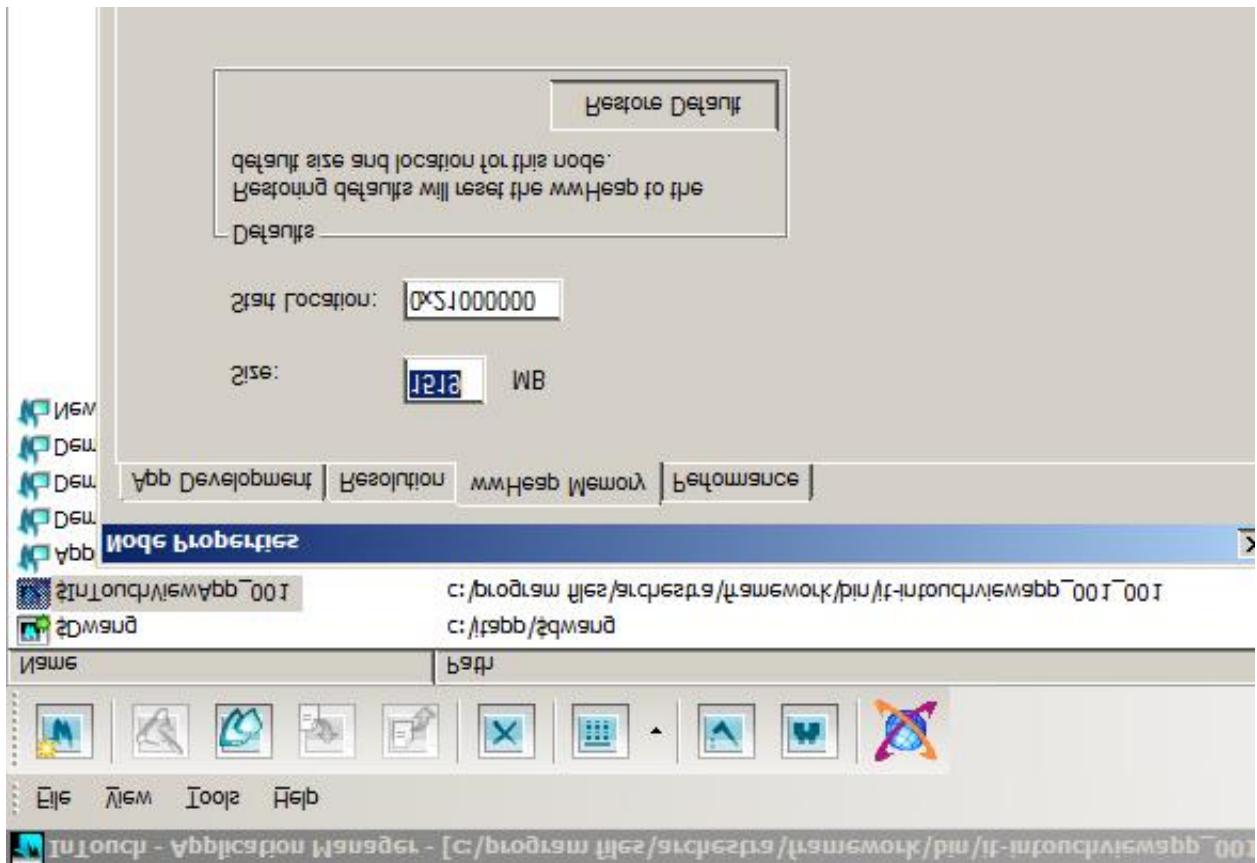 InTouch - Application Manager - [c:\program files\archestra\framework\bin\it-intouchviewapp_00
File View Tools Help
Name Path
$Dwang c:\itapp\$dwang
$InTouchViewApp_001 c:\program files\archestra\framework\bin\it-intouchviewapp_001_001
App
Node Properties
Dem
Dem
App Development Resolution wwHeap Memory Performance
Dem
New
Size: 1519 MB
Start Location: 0x21000000
Defaults
Restoring defaults will reset the wwHeap to the
default size and location for this node.
Restore Default